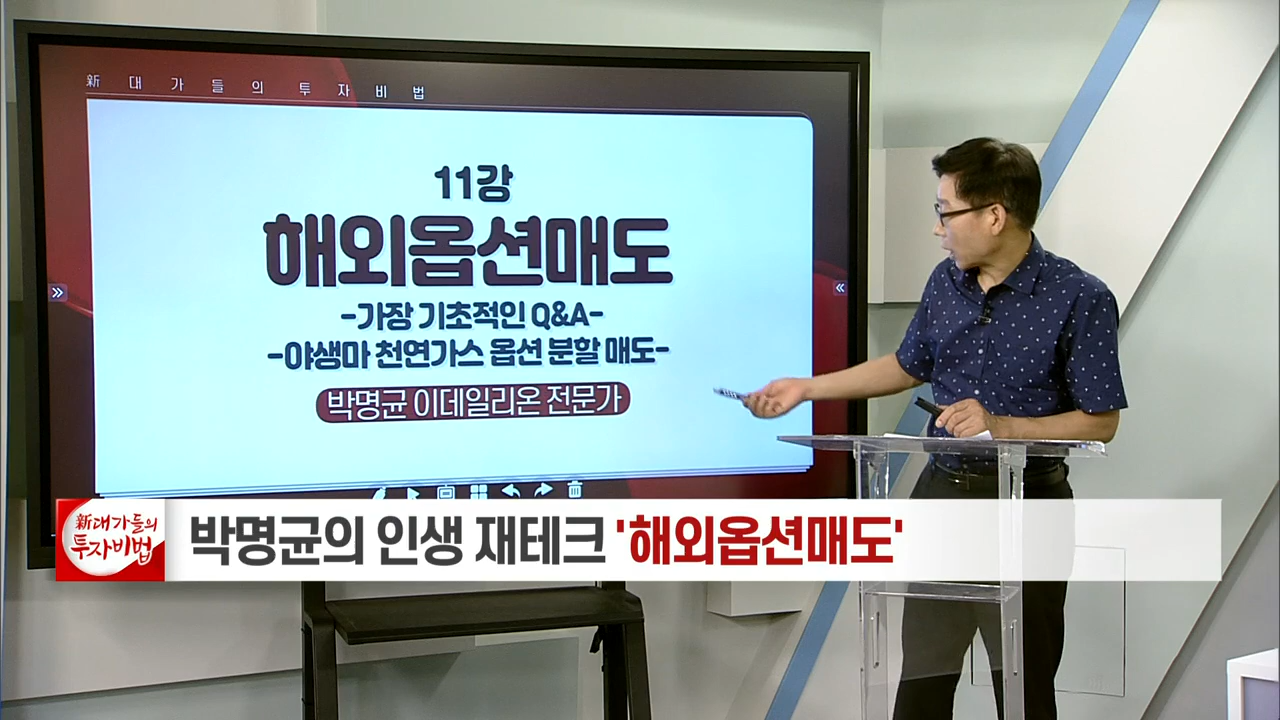 新 대 가 들 의 투 자 비 법
11강
해외옵션매도
-가장 기초적인 Q&A-
-야생마 천연가스 옵션 분할 매도-
박명균 이데일리온 전문가
新대가들의
투자비법
박명균의 인생 재테크 '해외옵션매도'